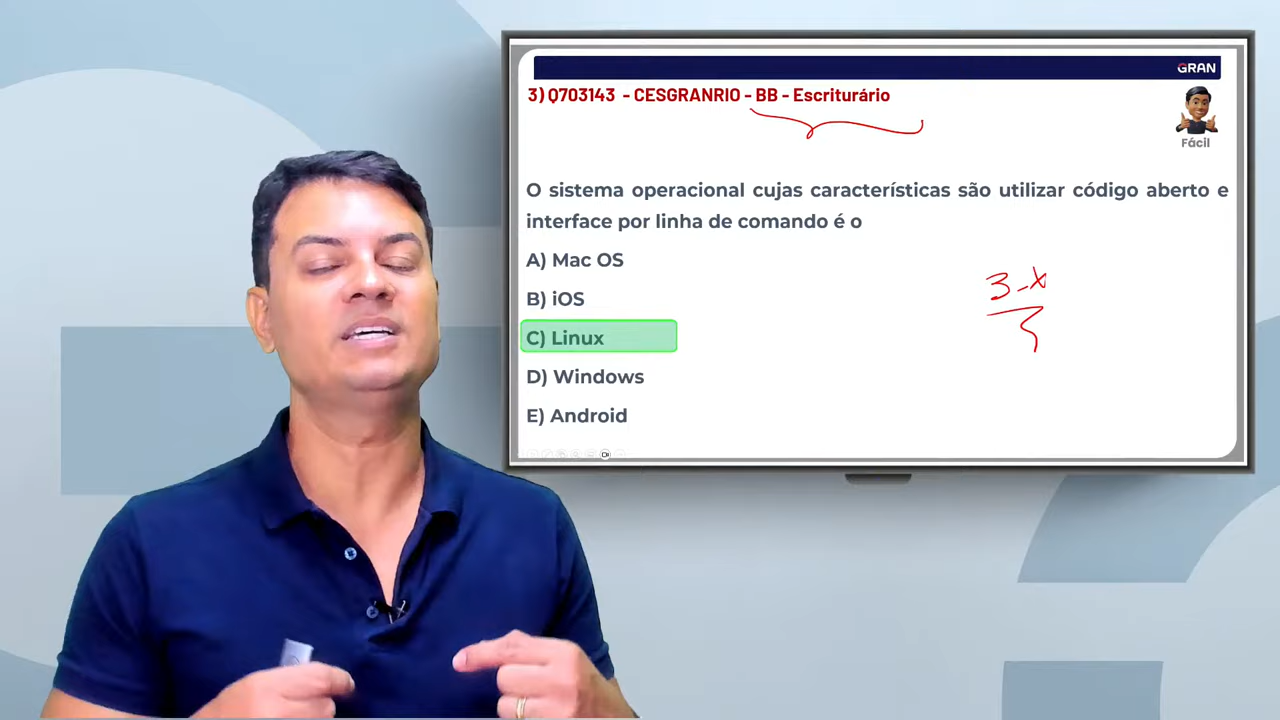 GRAN
3) Q703143 - CESGRANRIO - BB - Escriturário
Fácil
O sistema operacional cujas características são utilizar código aberto e
interface por linha de comando é o
A) Mac OS
B) iOS
C) Linux
3-x
D) Windows
E) Android